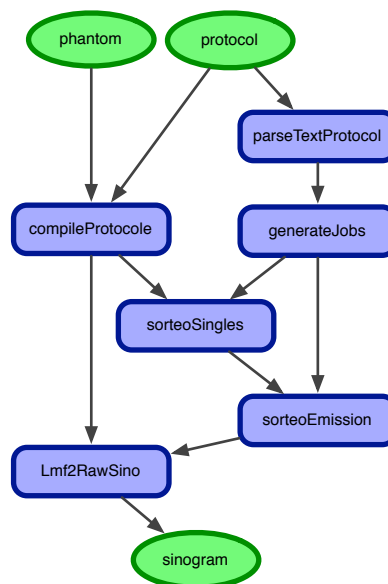 phantom
protocol
parseTextProtocol
compileProtocole
generateJobs
sorteoSingles
sorteoEmission
Lmf2RawSino
sinogram